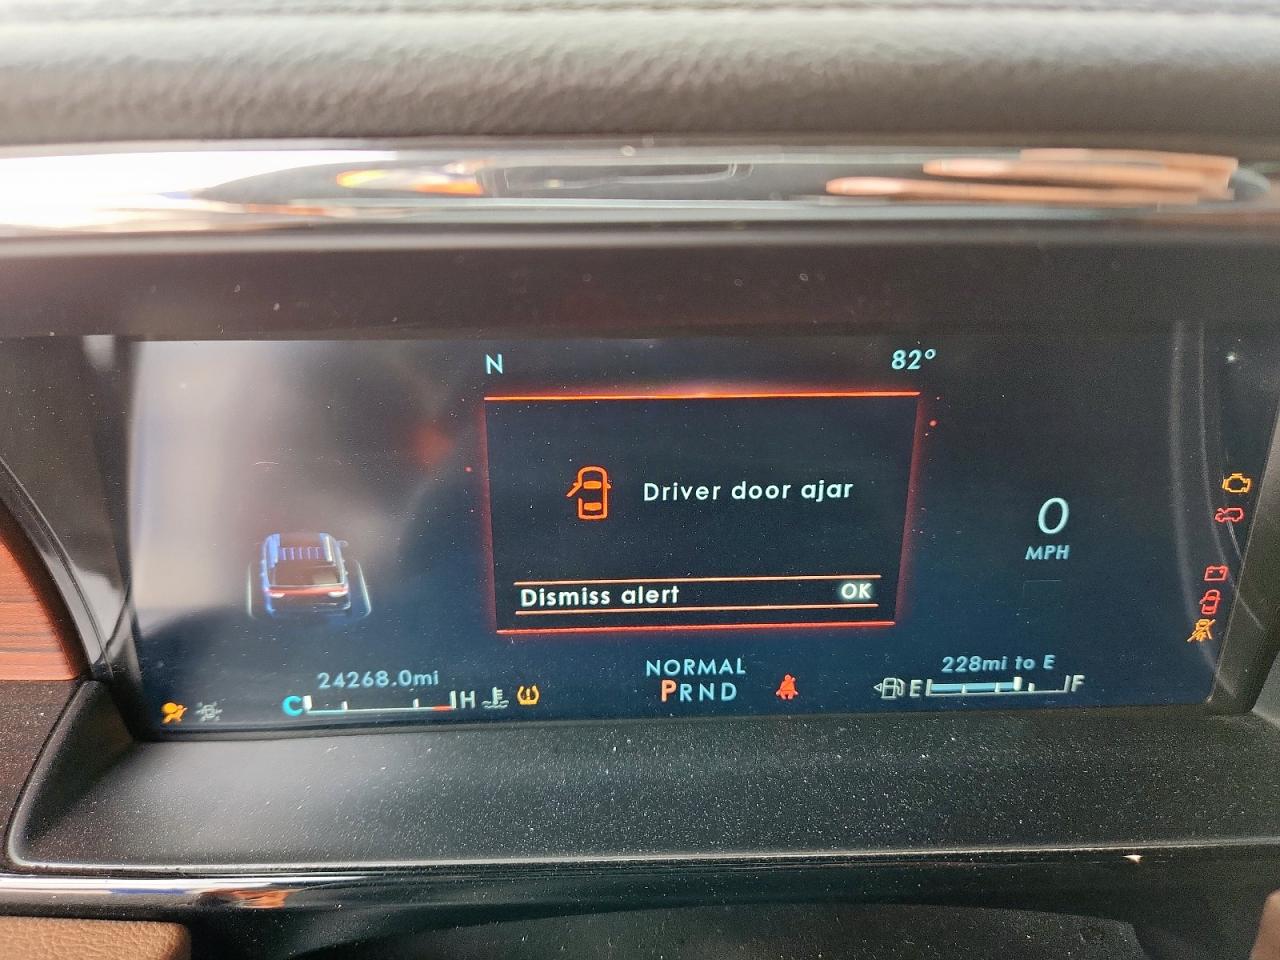 N
82°
Driver door ajar
Dismiss alert OK
0
MPH
24268.0mi
C H
NORMAL
PRND
228mi to E
E F